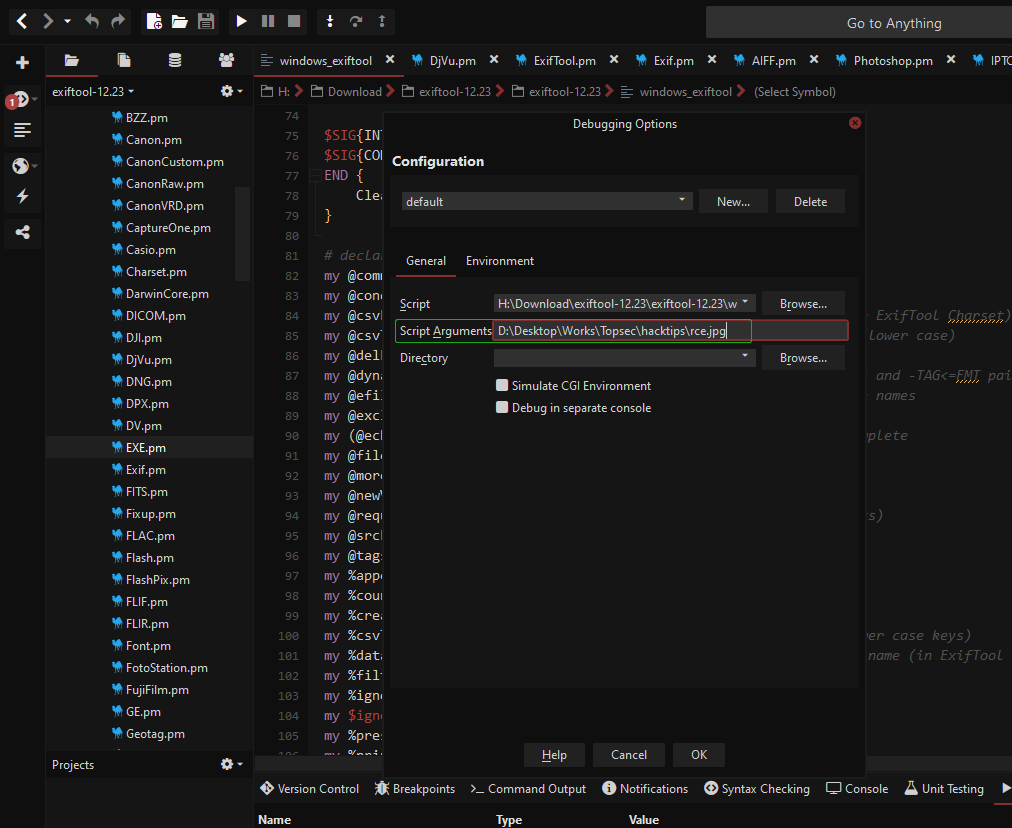 Go to Anything
windows_exiftool
DjVu.pm
ExifTool.pm
Exif.pm
AIFF.pm
Photoshop.pm
IPTC
1
exiftool-12.23
H:
Download
exiftool-12.23
exiftool-12.23
windows_exiftool
(Select Symbol)
BZZ.pm
Canon.pm
CanonCustom.pm
CanonRaw.pm
CanonVRD.pm
CaptureOne.pm
Casio.pm
Charset.pm
DarwinCore.pm
DICOM.pm
DJI.pm
DjVu.pm
DNG.pm
DPX.pm
DV.pm
EXE.pm
Exif.pm
FITS.pm
Fixup.pm
FLAC.pm
Flash.pm
FlashPix.pm
FLIF.pm
FLIR.pm
Font.pm
FotoStation.pm
FujiFilm.pm
GE.pm
Geotag.pm
Projects
74
75 $SIG{INT
76 $SIG{CON
77 END {
78 Clea
79 }
80
81 # declar
82 my @comm
83 my @cond
84 my @csvF
85 my @csvT
86 my @delF
87 my @dyna
88 my @efil
89 my @excl
90 my (@ech
91 my @file
92 my @more
93 my @newV
94 my @requ
95 my @srcF
96 my @tags
97 my %appe
98 my %coun
99 my %crea
100 my %csvT
101 my %data
102 my %filt
103 my %igno
104 my $igno
105 my %pres
ExifTool Charset)
lower case)
and -TAG<=FMT pai
names
plete
s)
er case keys)
name (in ExifTool
Debugging Options
Configuration
default
New...
Delete
General
Environment
Script
H:\Download\exiftool-12.23\exiftool-12.23\w
Browse...
Script Arguments
D:\Desktop\Works\Topsec\hacktips\rce.jpg
Directory
Browse...
Simulate CGI Environment
Debug in separate console
Help
Cancel
OK
Version Control
Breakpoints
Command Output
Notifications
Syntax Checking
Console
Unit Testing
Name
Type
Value